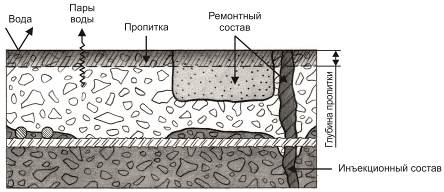 Вода
Пары
воды
Пропитка
Ремонтный
состав
Глубина пропитки
Инъекционный состав